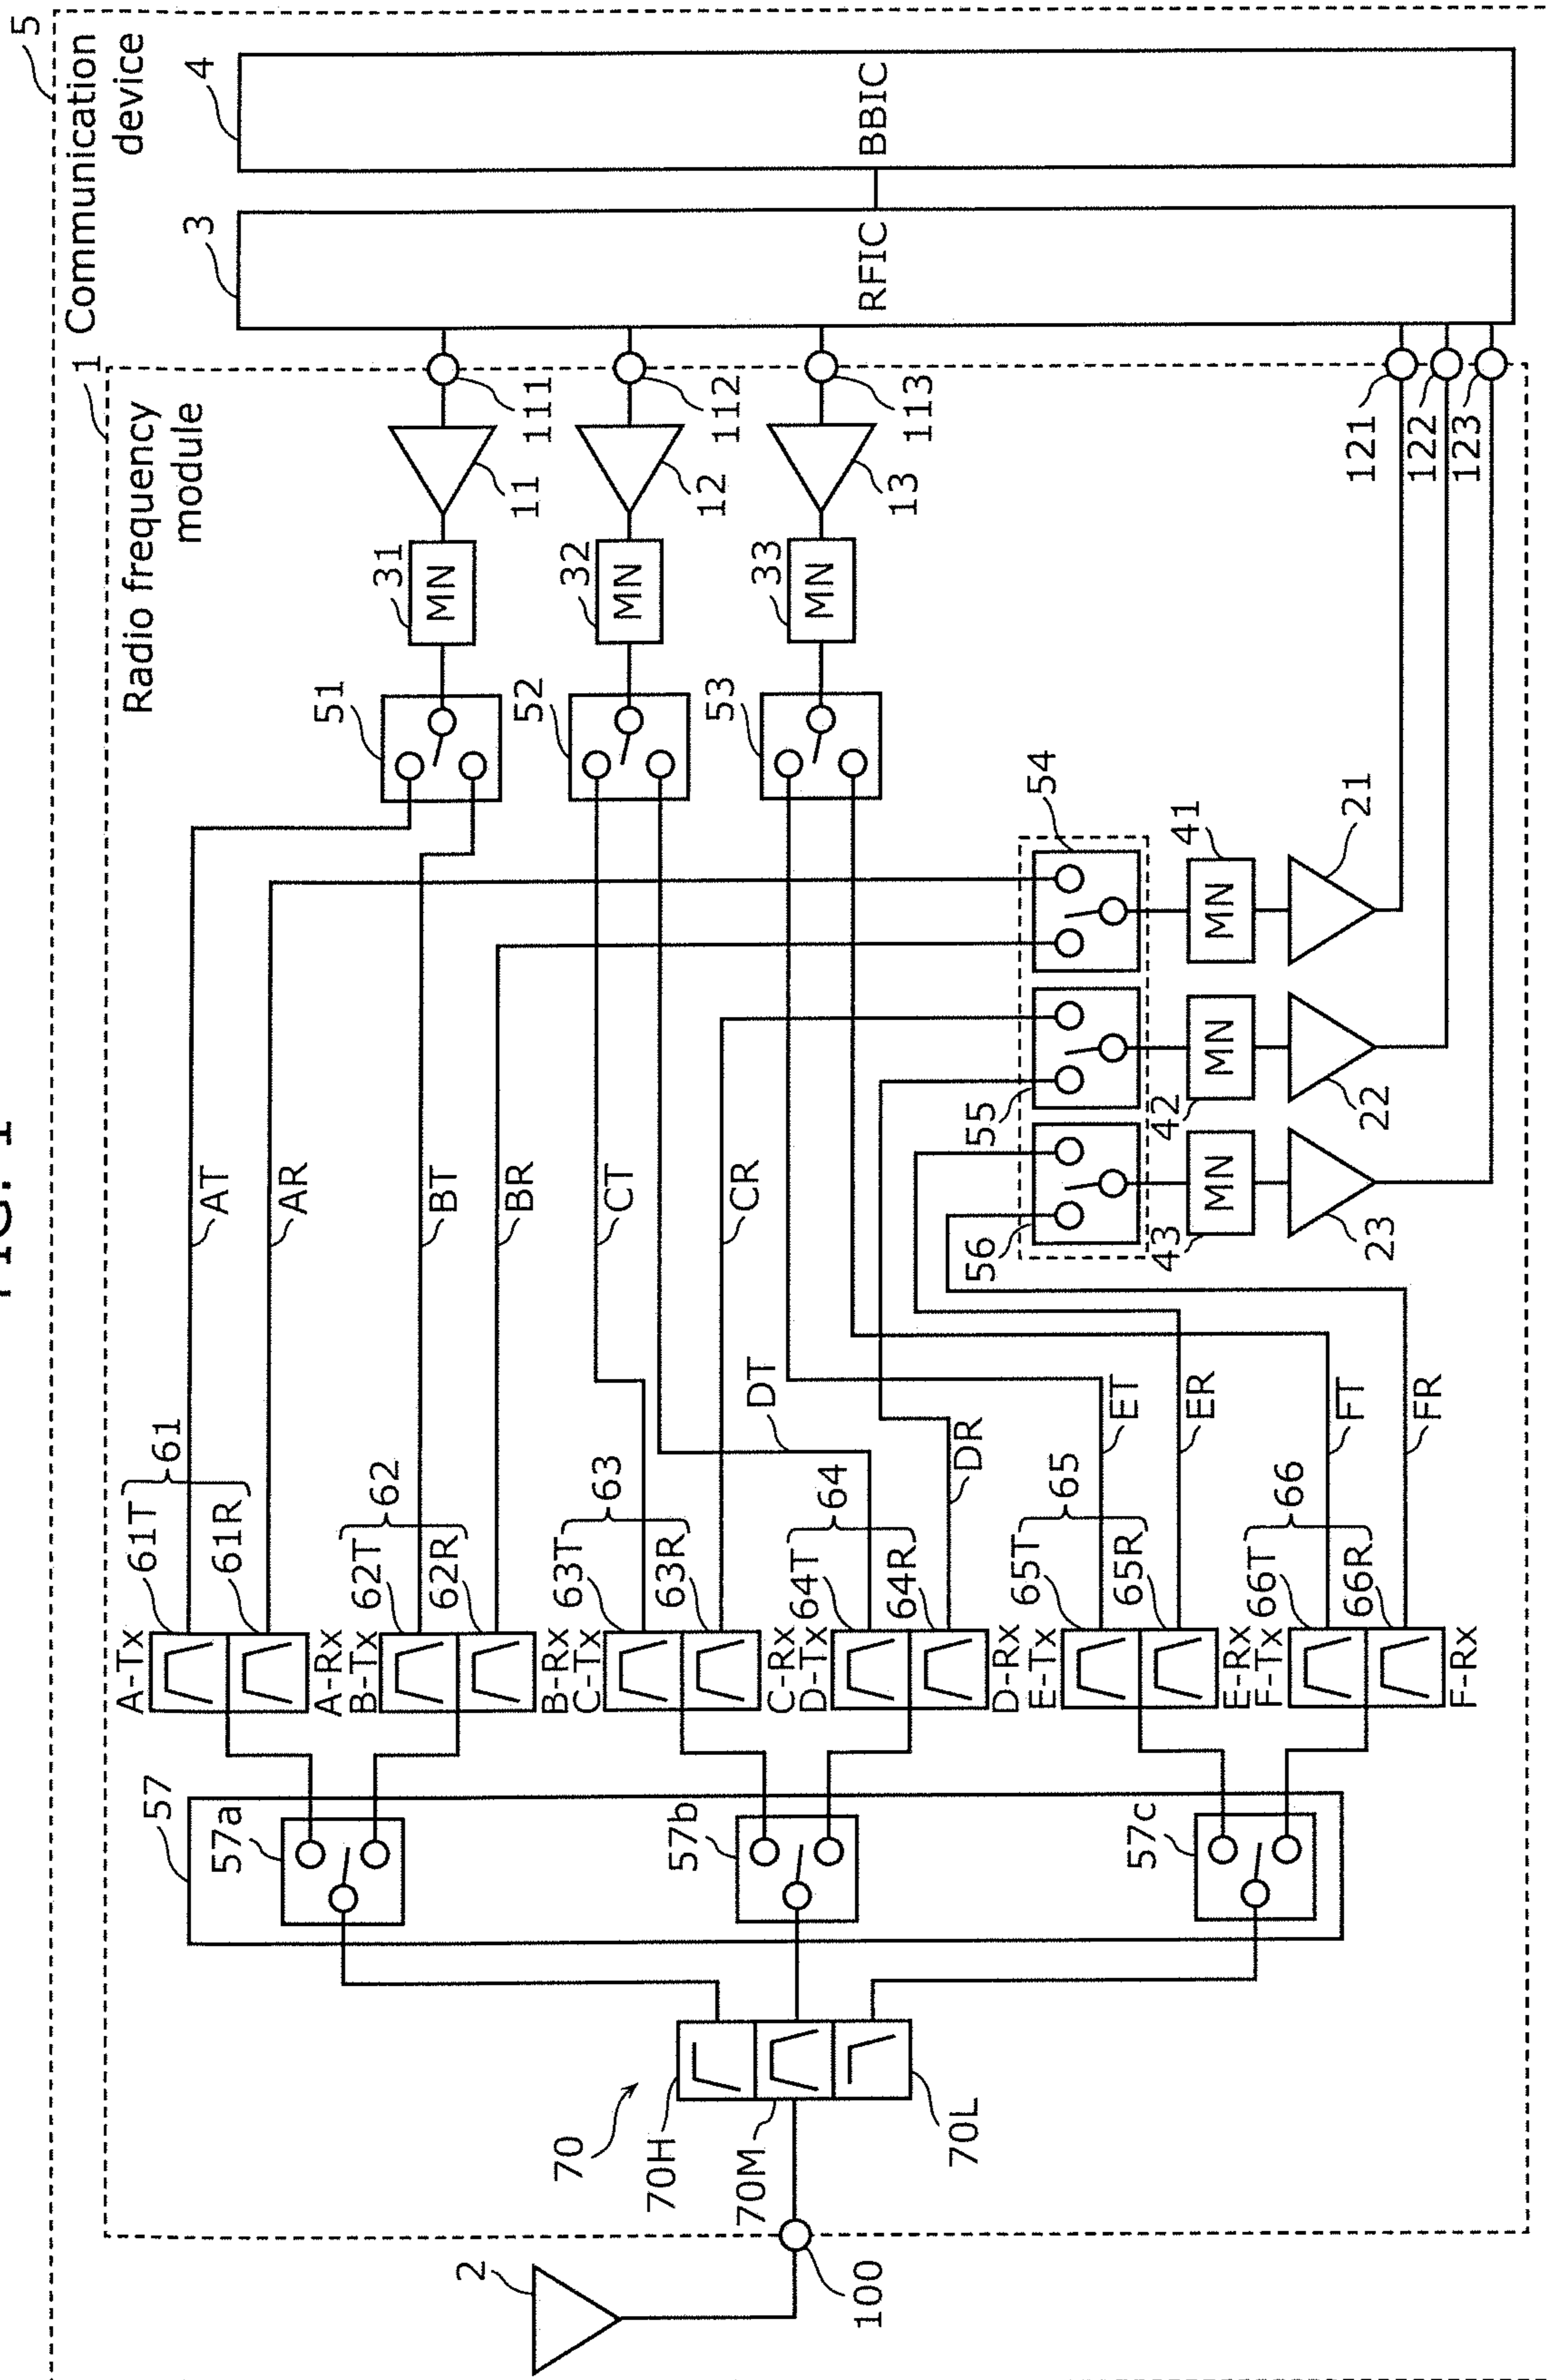 FIG. 1
5
Communication
device
1
Radio frequency
module
4
BBIC
3
RFIC
111
112
113
121
122
123
11
12
13
31
MN
32
MN
33
MN
51
52
53
54
55
56
41
MN
42
MN
43
MN
21
22
23
AT
AR
BT
BR
CT
CR
DT
DR
ET
ER
FT
FR
61
61T
61R
62
62T
62R
63
63T
63R
64
64T
64R
65
65T
65R
66
66T
66R
A-Tx
A-Rx
B-Tx
B-Rx
C-Tx
C-Rx
D-Tx
D-Rx
E-Tx
E-Rx
F-Tx
F-Rx
57
57a
57b
57c
70
70H
70M
70L
2
100